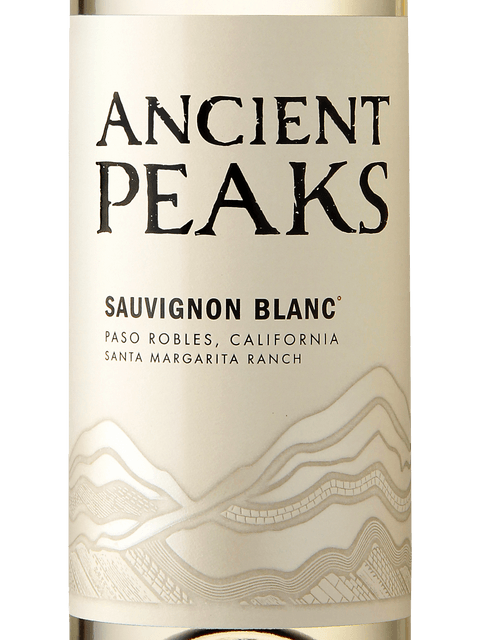 ANCIENT
PEAKS
SAUVIGNON BLANC
PASO ROBLES, CALIFORNIA
SANTA MARGARITA RANCH